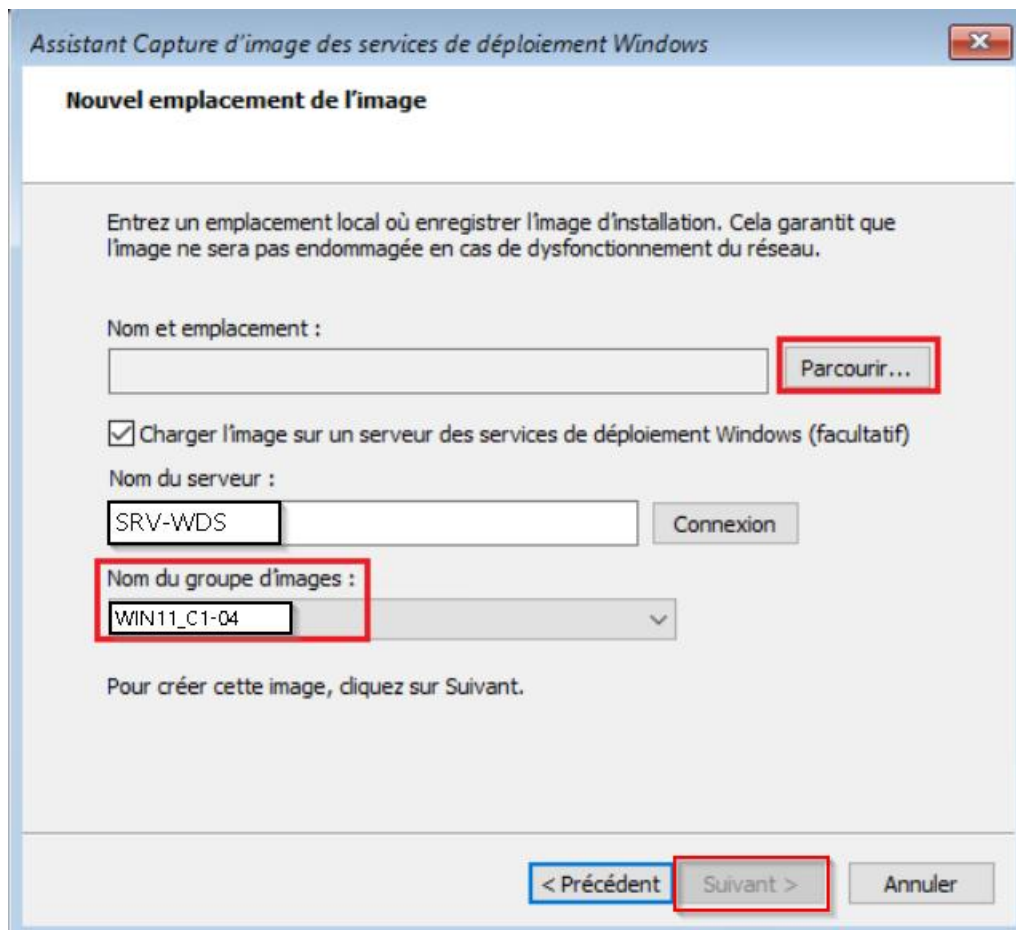 Assistant Capture d'image des services de déploiement Windows
Nouvel emplacement de l'image
Entrez un emplacement local où enregistrer l'image d'installation. Cela garantit que
l'image ne sera pas endommagée en cas de dysfonctionnement du réseau.
Nom et emplacement :
Parcourir...
Charger l'image sur un serveur des services de déploiement Windows (facultatif)
Nom du serveur :
SRV-WDS
Connexion
Nom du groupe d'images :
WIN11_C1-04
Pour créer cette image, cliquez sur Suivant.
< Précédent
Suivant >
Annuler